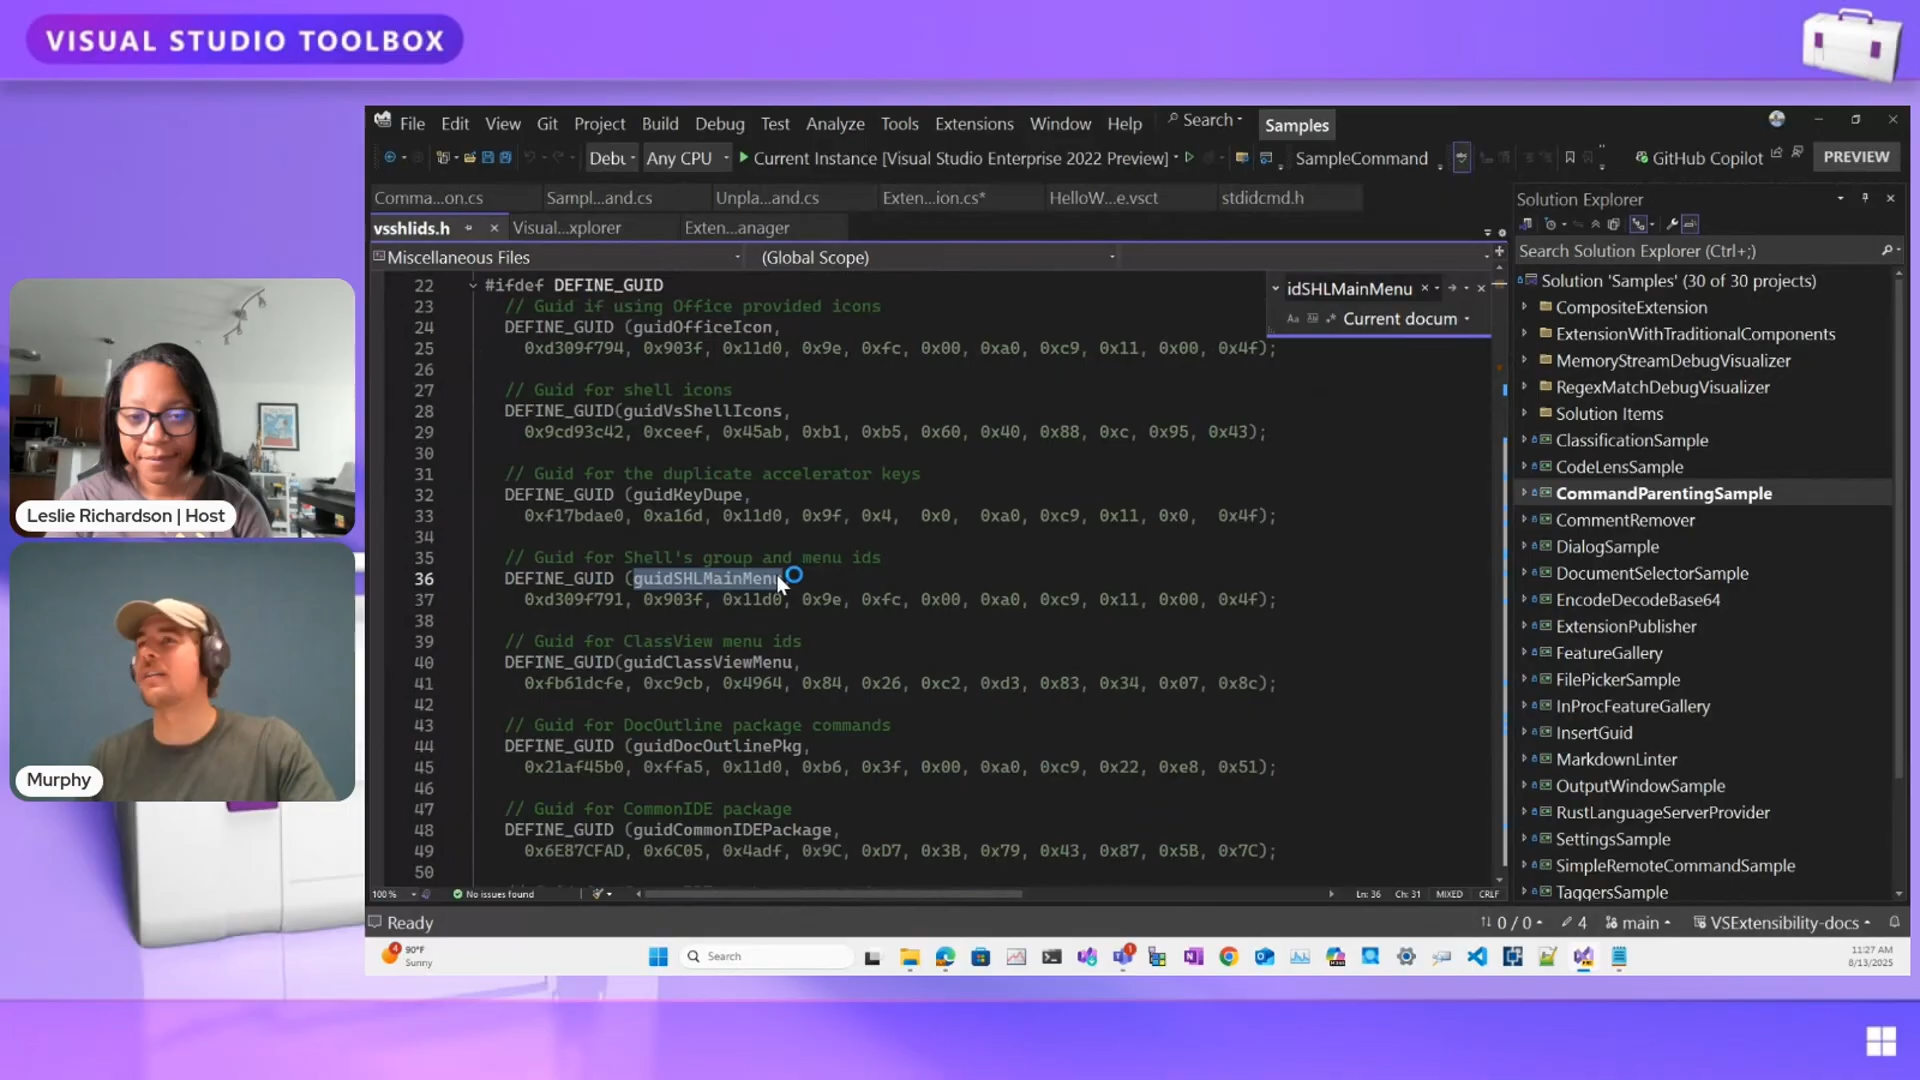 VISUAL STUDIO TOOLBOX
File Edit View Git Project Build Debug Test Analyze Tools Extensions Window Help Search Samples
Debu Any CPU Current Instance [Visual Studio Enterprise 2022 Preview] SampleCommand GitHub Copilot PREVIEW
Comma...on.cs Sampl...and.cs Unpla...and.cs Exten...ion.cs* HelloW...e.vsct stdidcmd.h
vsshlids.h Visual...xplorer Exten...anager
Miscellaneous Files (Global Scope)
idSHLMainMenu
Current docum
22 #ifdef DEFINE_GUID
23 // Guid if using Office provided icons
24 DEFINE_GUID (guidOfficeIcon,
25 0xd309f794, 0x903f, 0x11d0, 0x9e, 0xfc, 0x00, 0xa0, 0xc9, 0x11, 0x00, 0x4f);
26
27 // Guid for shell icons
28 DEFINE_GUID(guidVsShellIcons,
29 0x9cd93c42, 0xceef, 0x45ab, 0xb1, 0xb5, 0x60, 0x40, 0x88, 0xc, 0x95, 0x43);
30
31 // Guid for the duplicate accelerator keys
32 DEFINE_GUID (guidKeyDupe,
33 0xf17bdae0, 0xa16d, 0x11d0, 0x9f, 0x4, 0x0, 0xa0, 0xc9, 0x11, 0x0, 0x4f);
34
35 // Guid for Shell's group and menu ids
36 DEFINE_GUID (guidSHLMainMenu
37 0xd309f791, 0x903f, 0x11d0, 0x9e, 0xfc, 0x00, 0xa0, 0xc9, 0x11, 0x00, 0x4f);
38
39 // Guid for ClassView menu ids
40 DEFINE_GUID(guidClassViewMenu,
41 0xfb61dcfe, 0xc9cb, 0x4964, 0x84, 0x26, 0xc2, 0xd3, 0x83, 0x34, 0x07, 0x8c);
42
43 // Guid for DocOutline package commands
44 DEFINE_GUID (guidDocOutlinePkg,
45 0x21af45b0, 0xffa5, 0x11d0, 0xb6, 0x3f, 0x00, 0xa0, 0xc9, 0x22, 0xe8, 0x51);
46
47 // Guid for CommonIDE package
48 DEFINE_GUID (guidCommonIDEPackage,
49 0x6E87CFAD, 0x6C05, 0x4adf, 0x9C, 0xD7, 0x3B, 0x79, 0x43, 0x87, 0x5B, 0x7C);
50
100 % No issues found Ln: 36 Ch: 31 MIXED CRLF
Solution Explorer
Search Solution Explorer (Ctrl+;)
Solution 'Samples' (30 of 30 projects)
CompositeExtension
ExtensionWithTraditionalComponents
MemoryStreamDebugVisualizer
RegexMatchDebugVisualizer
Solution Items
ClassificationSample
CodeLensSample
CommandParentingSample
CommentRemover
DialogSample
DocumentSelectorSample
EncodeDecodeBase64
ExtensionPublisher
FeatureGallery
FilePickerSample
InProcFeatureGallery
InsertGuid
MarkdownLinter
OutputWindowSample
RustLanguageServerProvider
SettingsSample
SimpleRemoteCommandSample
TaggersSample
Ready 0 / 0 4 main VSExtensibility-docs
Leslie Richardson | Host
Murphy
4 90°F
Sunny
Search
1
11:27 AM
8/13/2025